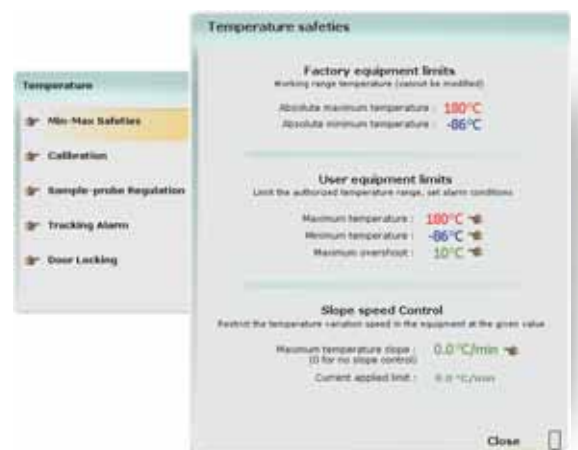 Temperature
Min-Max Safeties
Calibration
Sample-probe Regulation
Tracking Alarm
Door Locking
Temperature safeties
Factory equipment limits
Working range temperature (cannot be modified)
Absolute maximum temperature : 180°C
Absolute minimum temperature : -86°C
User equipment limits
Limit the authorized temperature range, set alarm conditions
Maximum temperature : 180°C
Minimum temperature : -86°C
Maximum overshout : 10°C
Slope speed Control
Restrict the temperature variation speed in the equipment at the given value
Maximum temperature slope : 0.0 °C/min
(0 for no slope control)
Current applied limit : 0.0 °C/min
Close